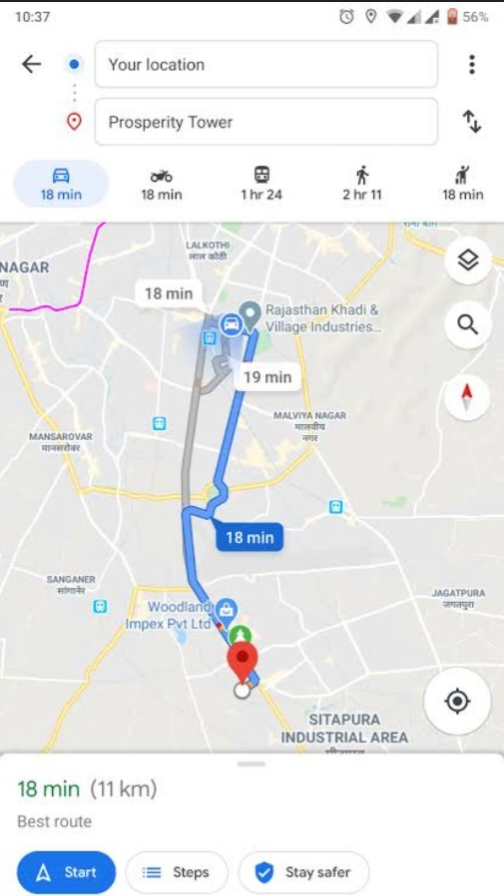 10:37
56%
Your location
Prosperity Tower
18 min
18 min
1 hr 24
2 hr 11
18 min
LALKOTHI
लाल कोठी
NAGAR
18 min
Rajasthan Khadi &
Village Industries...
19 min
MALVIYA NAGAR
मालवीय
नगर
MANSAROVAR
मानसरोवर
18 min
SANGANER
सांगानेर
JAGATPURA
जगतपुरा
Woodland
Impex Pvt Ltd
SITAPURA
INDUSTRIAL AREA
18 min (11 km)
Best route
Start
Steps
Stay safer